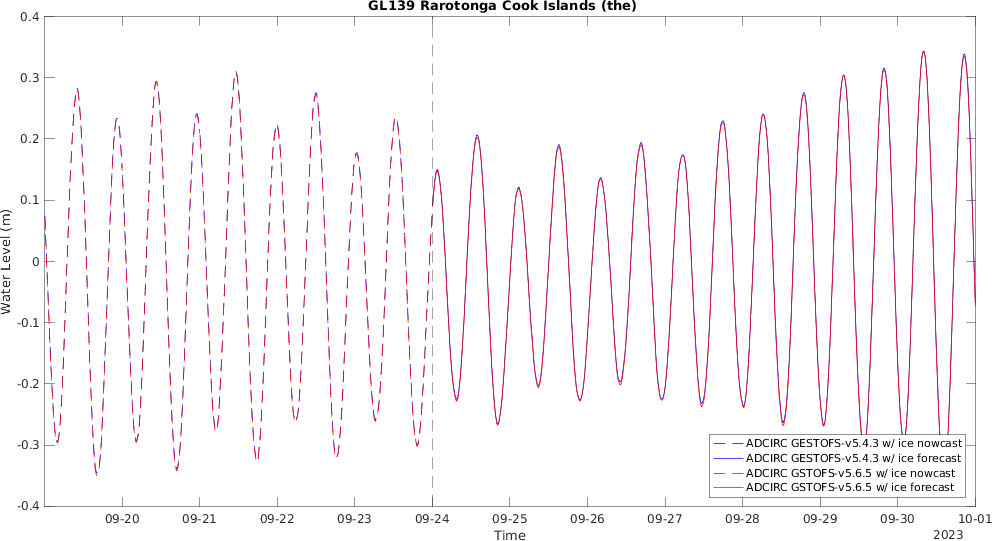 GL139 Rarotonga Cook Islands (the)
0.4
0.3
0.2
0.1
0
-0.1
-0.2
-0.3
-0.4
Water Level (m)
ADCIRC GESTOFS-v5.4.3 w/ ice nowcast
ADCIRC GESTOFS-v5.4.3 w/ ice forecast
ADCIRC GSTOFS-v5.6.5 w/ ice nowcast
ADCIRC GSTOFS-v5.6.5 w/ ice forecast
09-20 09-21 09-22 09-23 09-24 09-25 09-26 09-27 09-28 09-29 09-30 10-01
Time
2023